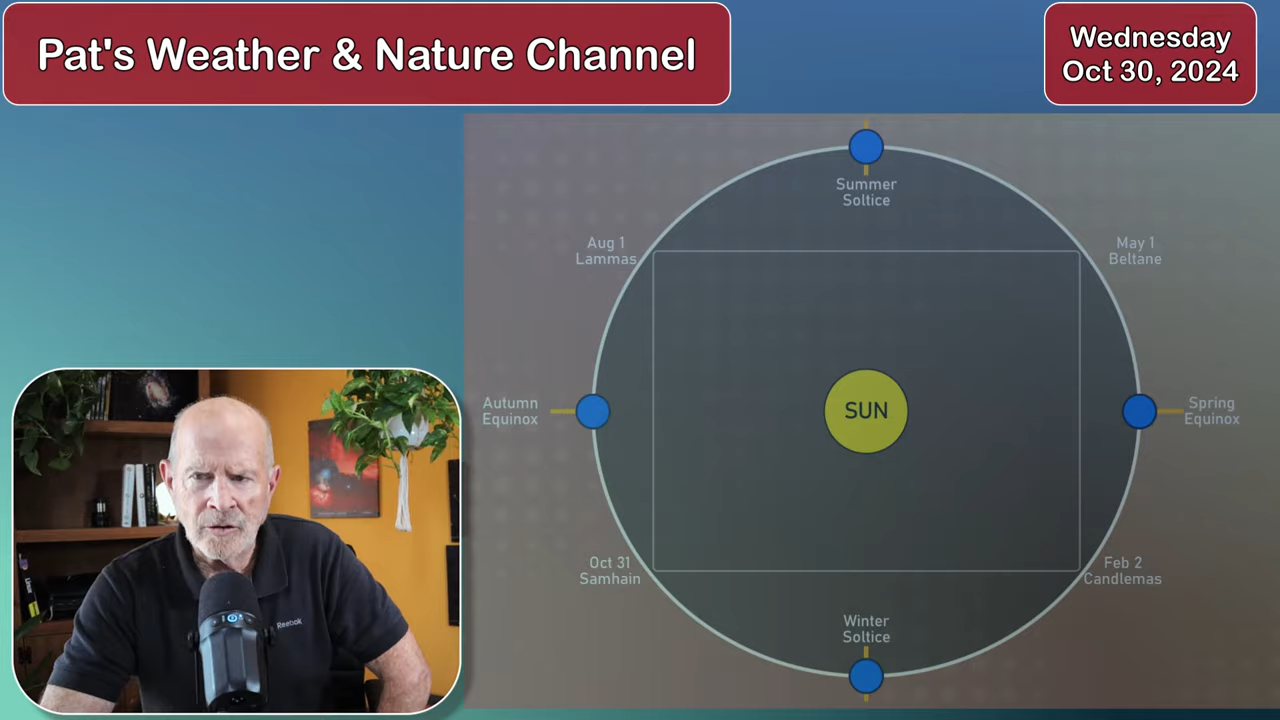 Pat's Weather & Nature Channel
Wednesday
Oct 30, 2024
Summer
Soltice
Aug 1
Lammas
May 1
Beltane
Autumn
Equinox
SUN
Spring
Equinox
Oct 31
Samhain
Feb 2
Candlemas
Winter
Soltice
Reebok